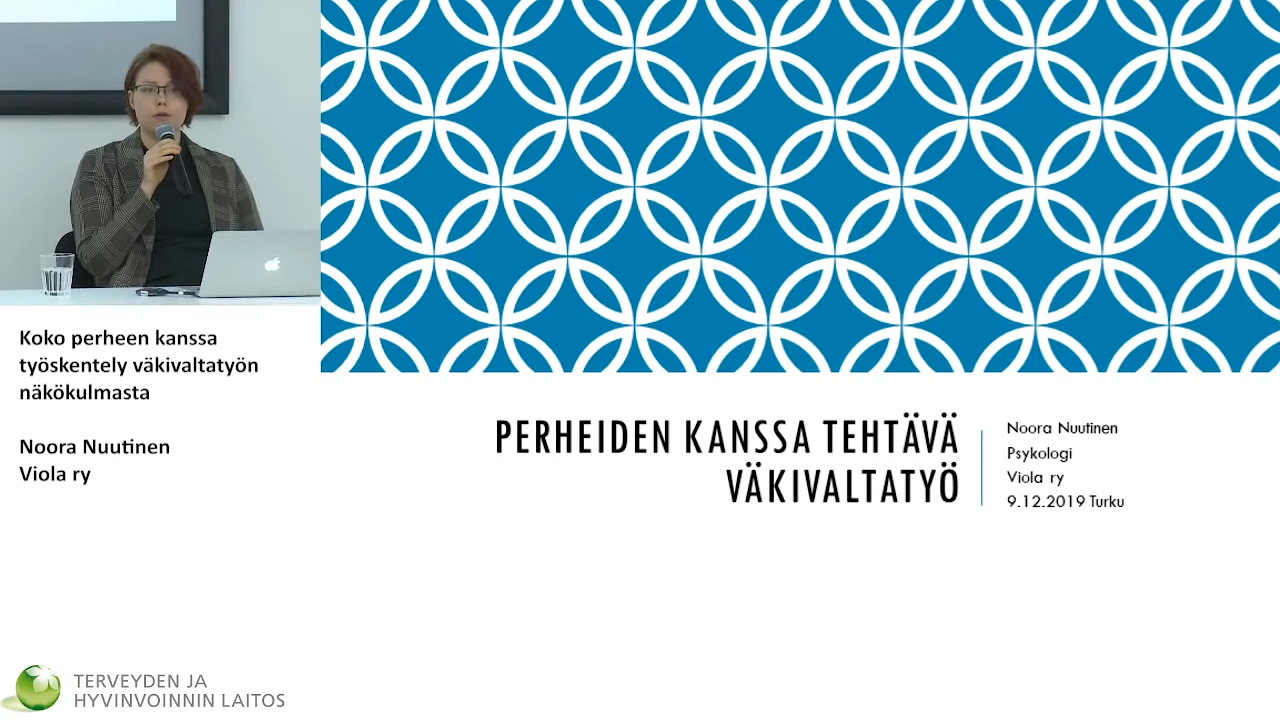 Koko perheen kanssa
työskentely väkivaltatyön
näkökulmasta
Noora Nuutinen
Viola ry
PERHEIDEN KANSSA TEHTÄVÄ
VÄKIVALTATYÖ
Noora Nuutinen
Psykologi
Viola ry
9.12.2019 Turku
TERVEYDEN JA
HYVINVOINNIN LAITOS